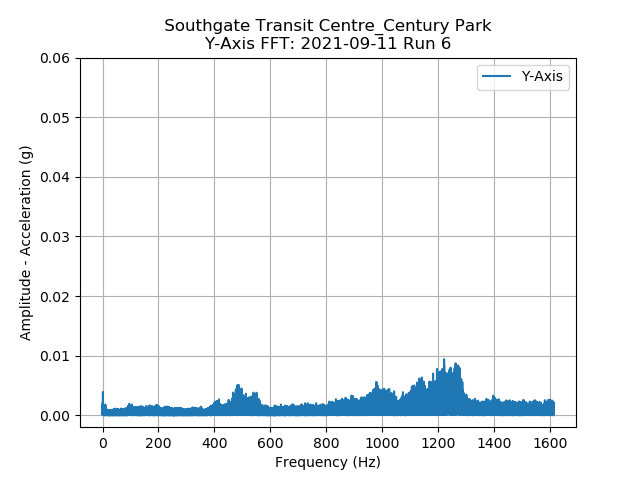 Southgate Transit Centre_Century Park
Y-Axis FFT: 2021-09-11 Run 6
Y-Axis
0.06
0.05
0.04
0.03
0.02
0.01
0.00
Amplitude - Acceleration (g)
0 200 400 600 800 1000 1200 1400 1600
Frequency (Hz)